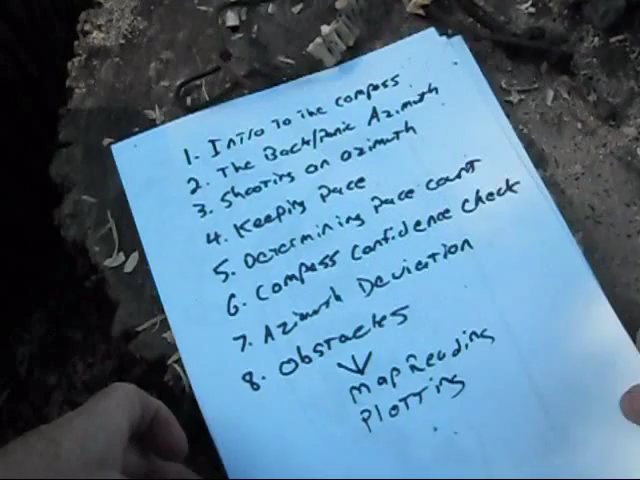 1. Intro to the compass
2. The Back/Panic Azimuth
3. Shooting an azimuth
4. Keeping Pace
5. Determining pace count
6. Compass Confidence Check
7. Azimuth Deviation
8. Obstacles
↓
Map Reading
Plotting